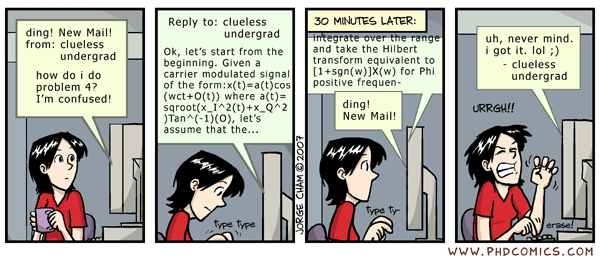 ding! New Mail!
from: clueless
undergrad
how do i do
problem 4?
I'm confused!
Reply to: clueless
undergrad
Ok, let's start from the
beginning. Given a
carrier modulated signal
of the form:x(t)=a(t)cos
(wct+O(t)) where a(t)=
sqroot(x_I^2(t)+x_Q^2
)Tan^(-1)(O), let's
assume that the...
type type
JORGE CHAM © 2007
30 MINUTES LATER:
integrate over the range
and take the Hilbert
transform equivalent to
[1+sgn(w)]X(w) for Phi
positive frequen-
ding!
New Mail!
type ty-
uh, never mind.
i got it. lol ;)
- clueless
undergrad
URRGH!!
erase!
WWW.PHDCOMICS.COM